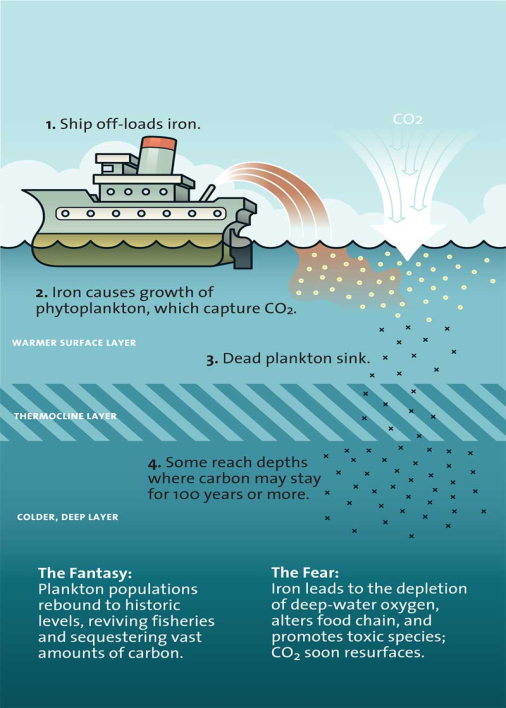 1. Ship off-loads iron.
CO2
2. Iron causes growth of
phytoplankton, which capture CO2.
WARMER SURFACE LAYER
3. Dead plankton sink.
THERMOCLINE LAYER
4. Some reach depths
where carbon may stay
for 100 years or more.
COLDER, DEEP LAYER
The Fantasy:
Plankton populations
rebound to historic
levels, reviving fisheries
and sequestering vast
amounts of carbon.
The Fear:
Iron leads to the depletion
of deep-water oxygen,
alters food chain, and
promotes toxic species;
CO2 soon resurfaces.